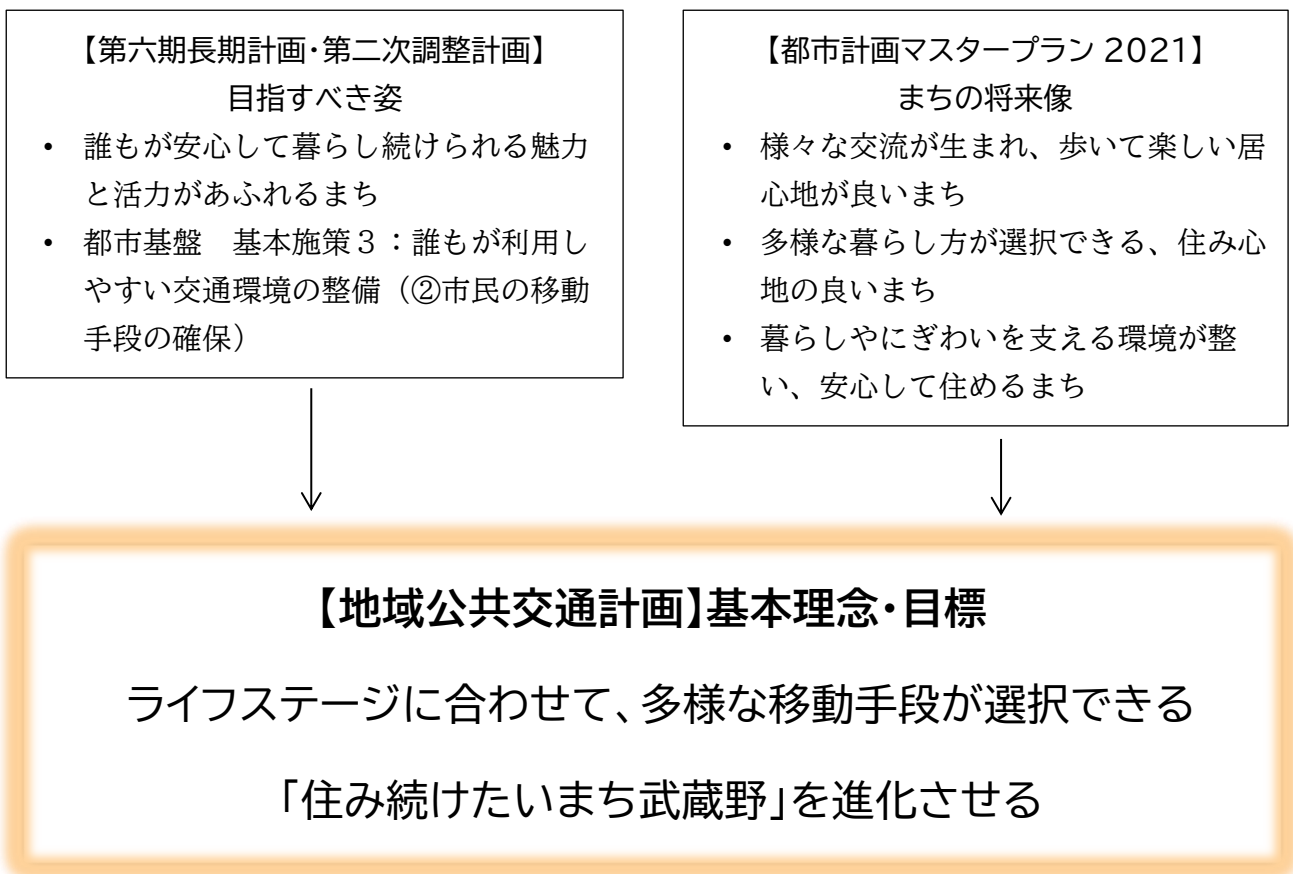 【第六期長期計画・第二次調整計画】
目指すべき姿
• 誰もが安心して暮らし続けられる魅力
と活力があふれるまち
• 都市基盤　基本施策３：誰もが利用し
やすい交通環境の整備（②市民の移動
手段の確保）
【都市計画マスタープラン 2021】
まちの将来像
• 様々な交流が生まれ、歩いて楽しい居
心地が良いまち
• 多様な暮らし方が選択できる、住み心
地の良いまち
• 暮らしやにぎわいを支える環境が整
い、安心して住めるまち
【地域公共交通計画】基本理念・目標
ライフステージに合わせて、多様な移動手段が選択できる
「住み続けたいまち武蔵野」を進化させる